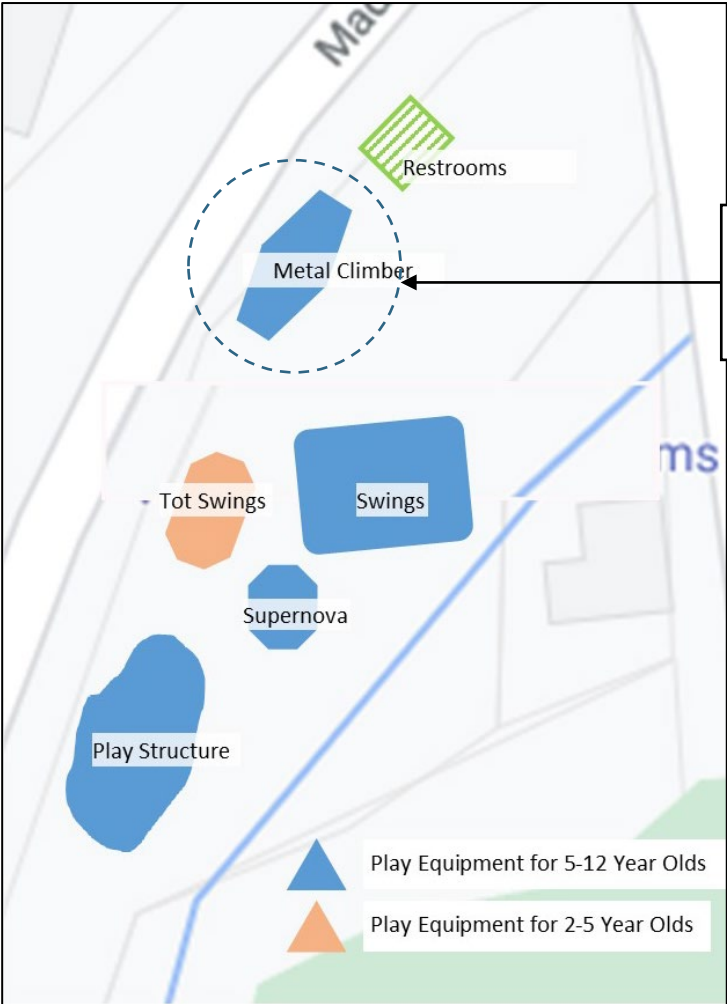 Restrooms
Metal Climber
Tot Swings
Swings
Supernova
Play Structure
Play Equipment for 5-12 Year Olds
Play Equipment for 2-5 Year Olds